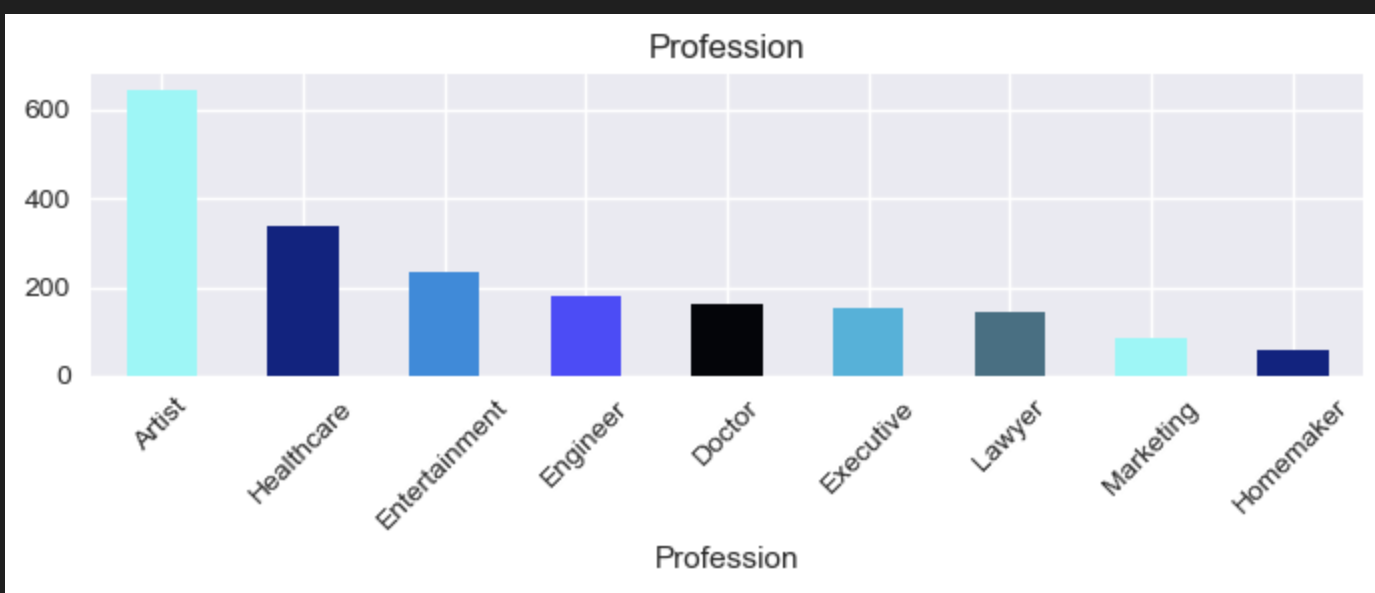 Profession
600
400
200
0
Artist
Healthcare
Entertainment
Engineer
Doctor
Executive
Lawyer
Marketing
Homemaker
Profession